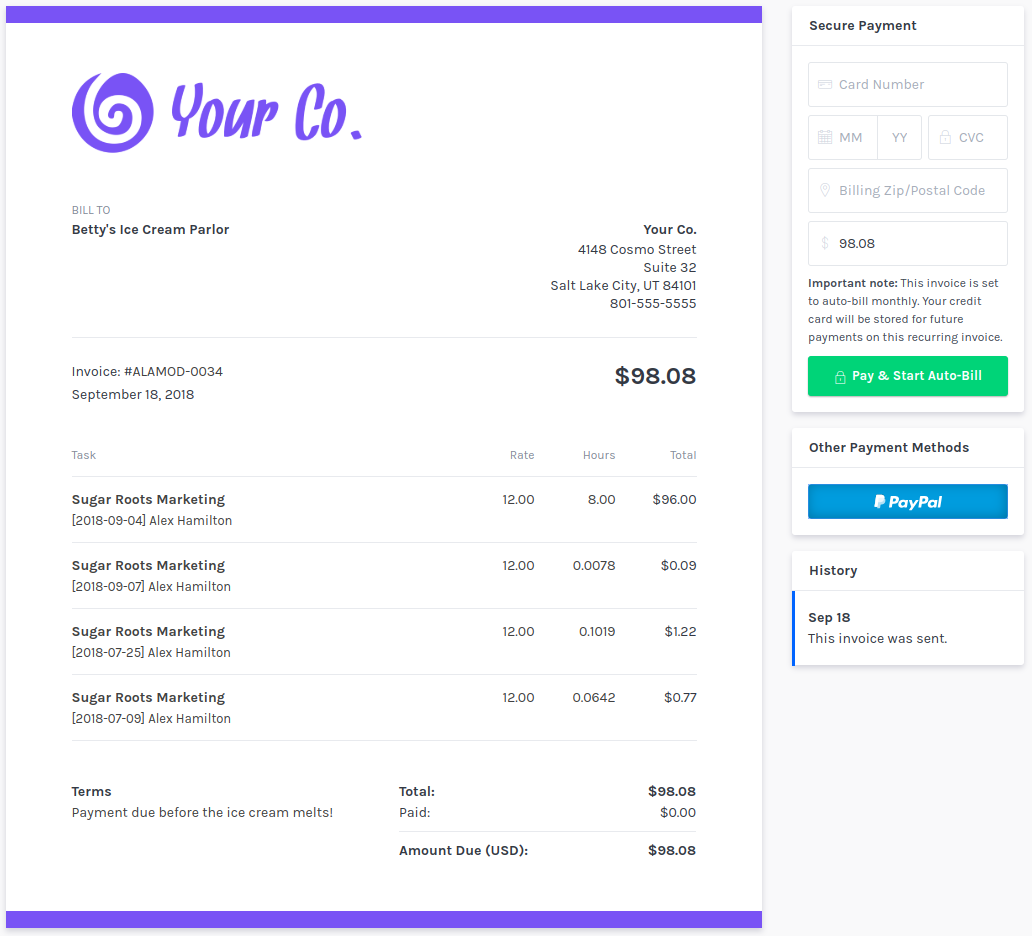 Your Co.
BILL TO
Betty's Ice Cream Parlor
Your Co.
4148 Cosmo Street
Suite 32
Salt Lake City, UT 84101
801-555-5555
Invoice: #ALAMOD-0034
$98.08
September 18, 2018
Task Rate Hours Total
Sugar Roots Marketing 12.00 8.00 $96.00
[2018-09-04] Alex Hamilton
Sugar Roots Marketing 12.00 0.0078 $0.09
[2018-09-07] Alex Hamilton
Sugar Roots Marketing 12.00 0.1019 $1.22
[2018-07-25] Alex Hamilton
Sugar Roots Marketing 12.00 0.0642 $0.77
[2018-07-09] Alex Hamilton
Terms
Payment due before the ice cream melts!
Total: $98.08
Paid: $0.00
Amount Due (USD): $98.08
Secure Payment
Card Number
MM YY CVC
Billing Zip/Postal Code
$ 98.08
Important note: This invoice is set
to auto-bill monthly. Your credit
card will be stored for future
payments on this recurring invoice.
Pay & Start Auto-Bill
Other Payment Methods
PayPal
History
Sep 18
This invoice was sent.